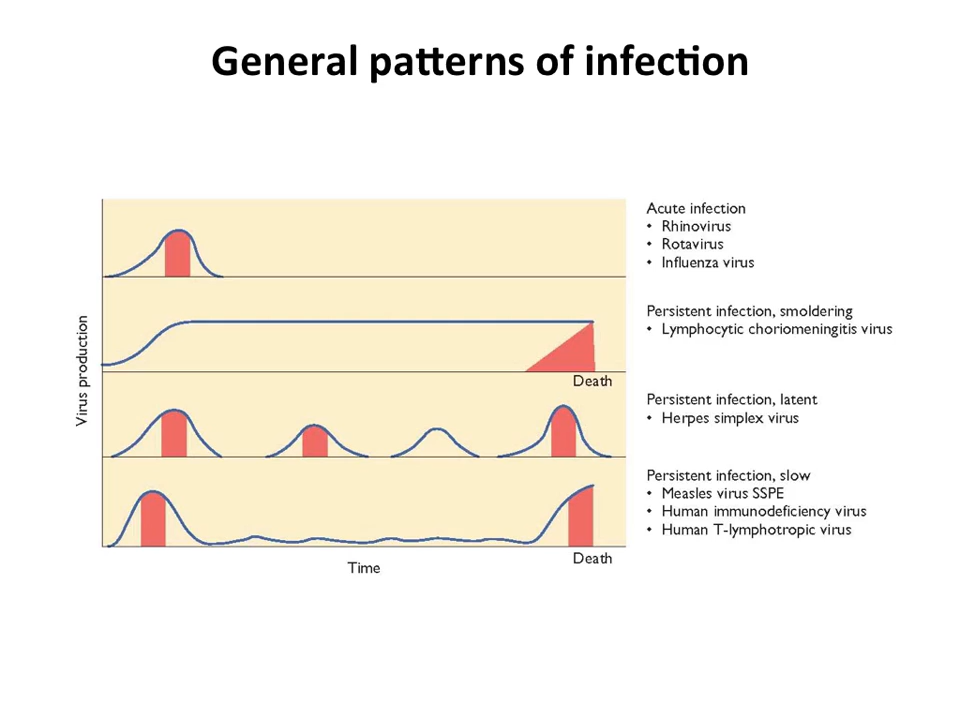 General patterns of infection
Virus production
Acute infection
• Rhinovirus
• Rotavirus
• Influenza virus
Persistent infection, smoldering
• Lymphocytic choriomeningitis virus
Death
Persistent infection, latent
• Herpes simplex virus
Persistent infection, slow
• Measles virus SSPE
• Human immunodeficiency virus
• Human T-lymphotropic virus
Death
Time